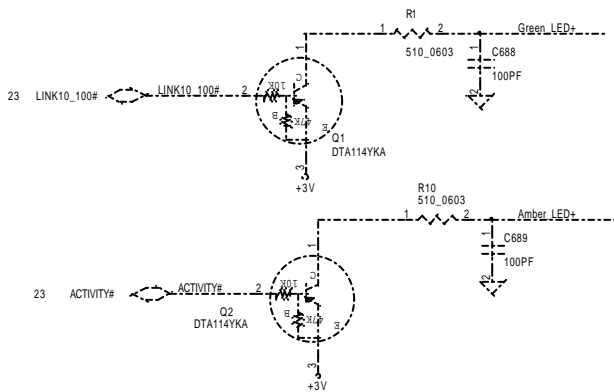 R1
1 2 Green_LED+
510_0603
1
C688
100PF
2
C
23 LINK10_100# LINK10_100# 2 10K
B 47K E
Q1
DTA114YKA
3
+3V
R10
510_0603
1 2 Amber_LED+
1
C689
100PF
2
1
C
23 ACTIVITY# ACTIVITY# 2 10K
B 47K E
Q2
DTA114YKA
3
+3V